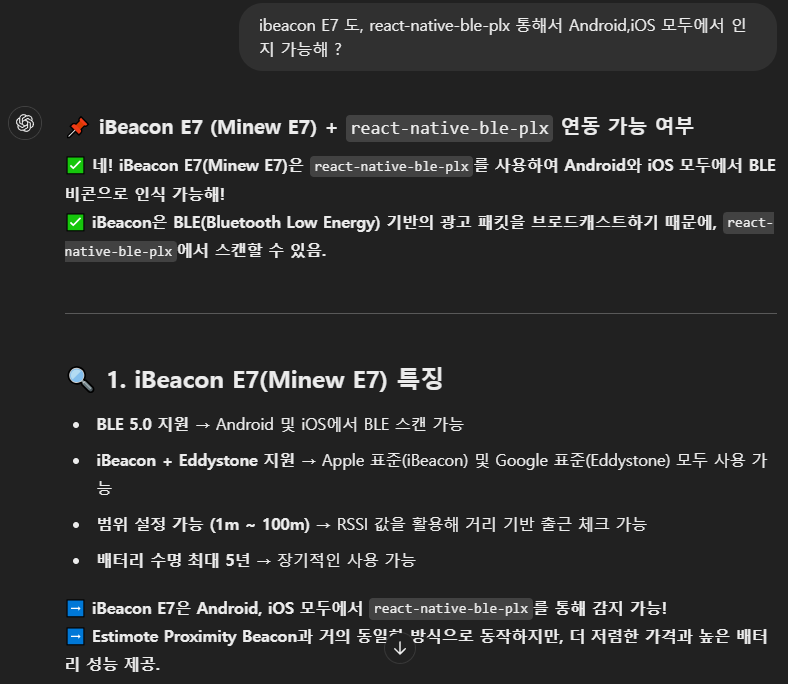 ibeacon E7 도, react-native-ble-plx 통해서 Android,iOS 모두에서 인
지 가능해 ?
📌 iBeacon E7 (Minew E7) + react-native-ble-plx 연동 가능 여부
✅ 네! iBeacon E7(Minew E7)은 react-native-ble-plx를 사용하여 Android와 iOS 모두에서 BLE
비콘으로 인식 가능해!
✅ iBeacon은 BLE(Bluetooth Low Energy) 기반의 광고 패킷을 브로드캐스트하기 때문에, react-
native-ble-plx에서 스캔할 수 있음.
🔍 1. iBeacon E7(Minew E7) 특징
• BLE 5.0 지원 → Android 및 iOS에서 BLE 스캔 가능
• iBeacon + Eddystone 지원 → Apple 표준(iBeacon) 및 Google 표준(Eddystone) 모두 사용 가
능
• 범위 설정 가능 (1m ~ 100m) → RSSI 값을 활용해 거리 기반 출근 체크 가능
• 배터리 수명 최대 5년 → 장기적인 사용 가능
➡ iBeacon E7은 Android, iOS 모두에서 react-native-ble-plx를 통해 감지 가능!
➡ Estimote Proximity Beacon과 거의 동일한 방식으로 동작하지만, 더 저렴한 가격과 높은 배터
리 성능 제공.